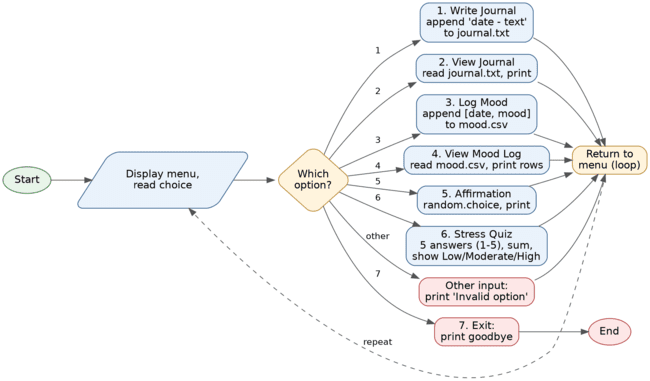 Start
Display menu,
read choice
Which
option?
1
2
3
4
5
6
other
7
1. Write Journal
append 'date - text'
to journal.txt
2. View Journal
read journal.txt, print
3. Log Mood
append [date, mood]
to mood.csv
4. View Mood Log
read mood.csv, print rows
5. Affirmation
random.choice, print
6. Stress Quiz
5 answers (1-5), sum,
show Low/Moderate/High
Other input:
print 'Invalid option'
7. Exit:
print goodbye
Return to
menu (loop)
End
repeat